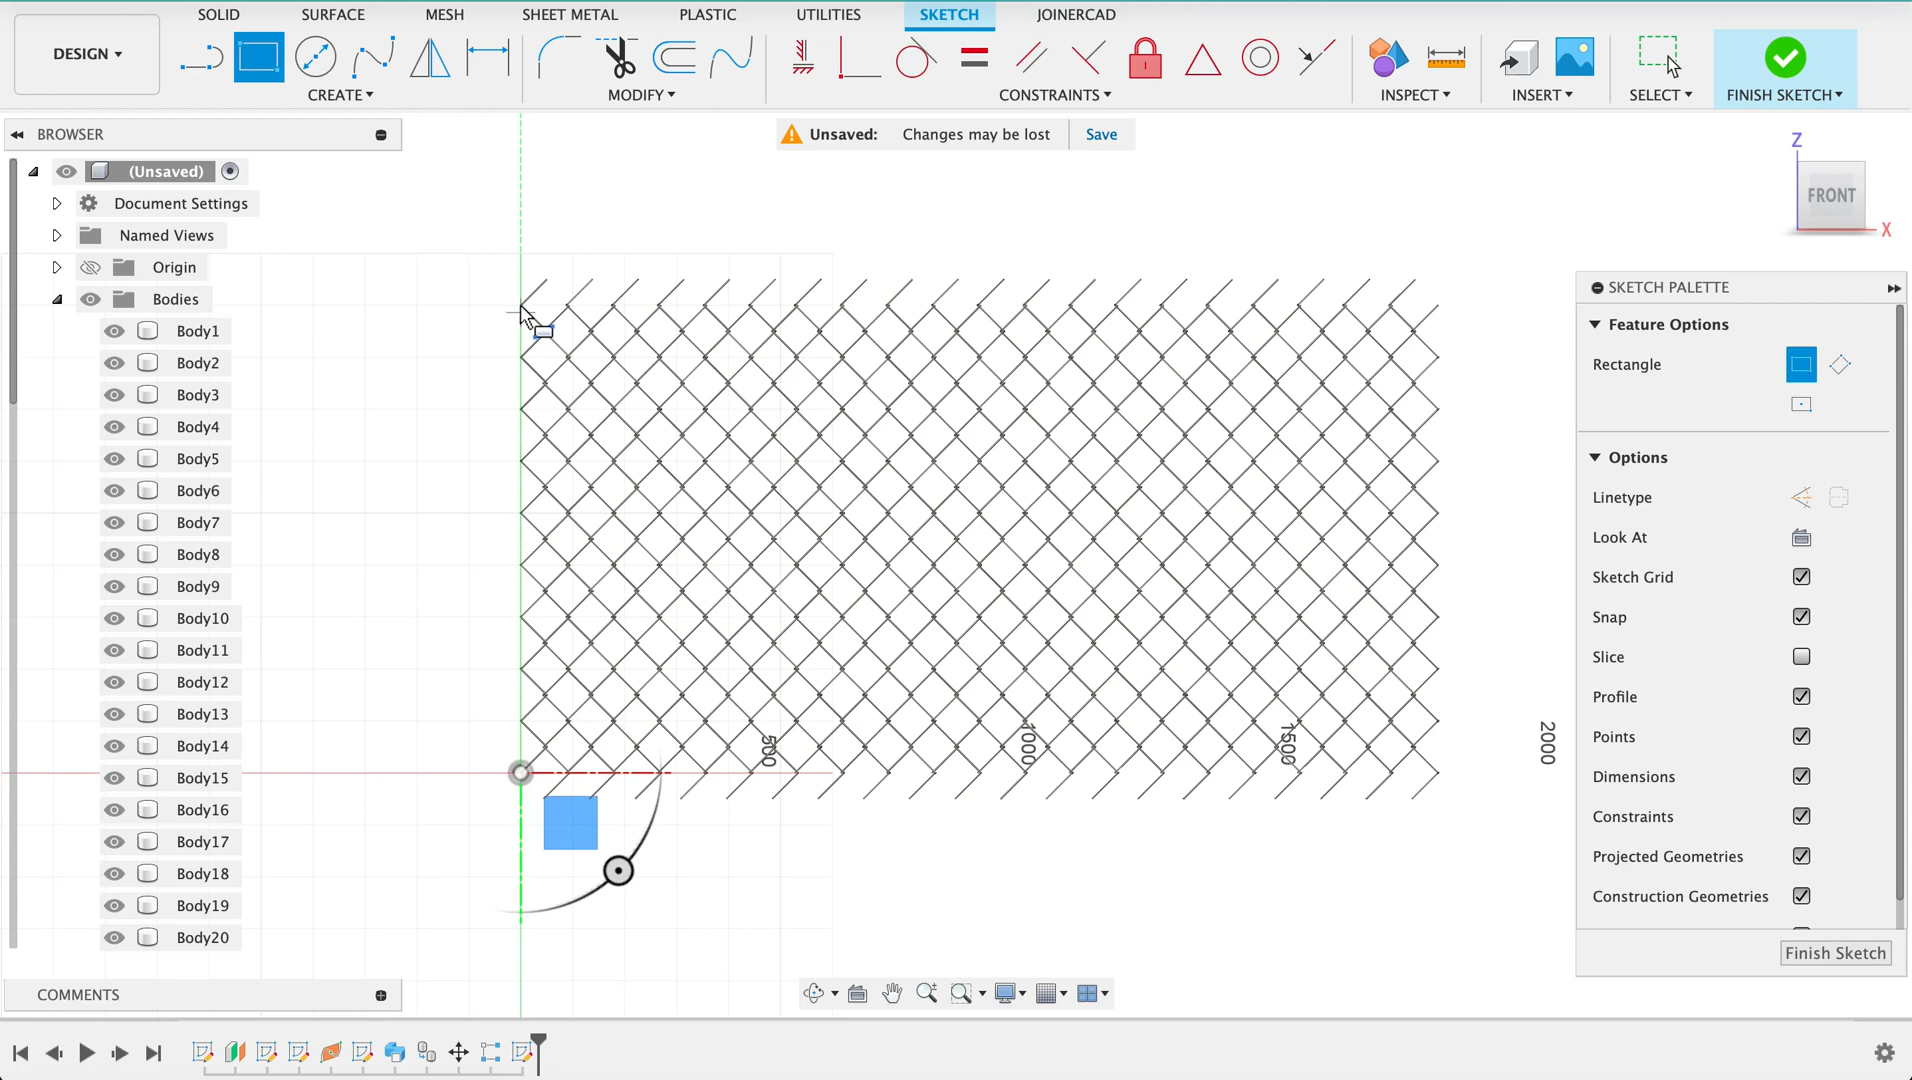 SOLID SURFACE MESH SHEET METAL PLASTIC UTILITIES SKETCH JOINERCAD
DESIGN
CREATE MODIFY CONSTRAINTS INSPECT INSERT SELECT FINISH SKETCH
BROWSER
Unsaved: Changes may be lost Save
(Unsaved)
Document Settings
Named Views
Origin
Bodies
Body1
Body2
Body3
Body4
Body5
Body6
Body7
Body8
Body9
Body10
Body11
Body12
Body13
Body14
Body15
Body16
Body17
Body18
Body19
Body20
COMMENTS
500
1000
1500
2000
Z
FRONT
X
SKETCH PALETTE
Feature Options
Rectangle
Options
Linetype
Look At
Sketch Grid
Snap
Slice
Profile
Points
Dimensions
Constraints
Projected Geometries
Construction Geometries
Finish Sketch